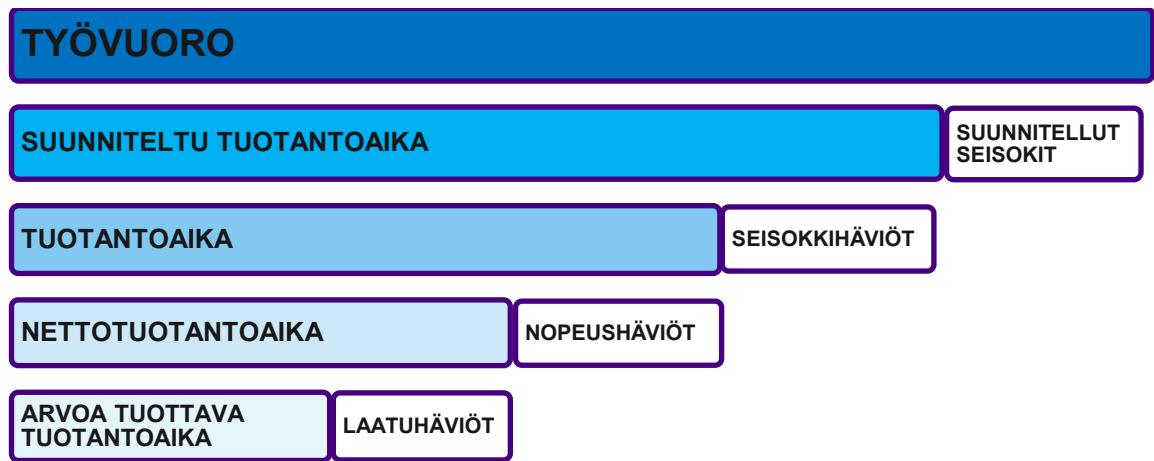 TYÖVUORO
SUUNNITELTU TUOTANTOAIKA
SUUNNITELLUT
SEISOKIT
TUOTANTOAIKA
SEISOKKIHÄVIÖT
NETTOTUOTANTOAIKA
NOPEUSHÄVIÖT
ARVOA TUOTTAVA
TUOTANTOAIKA
LAATUHÄVIÖT